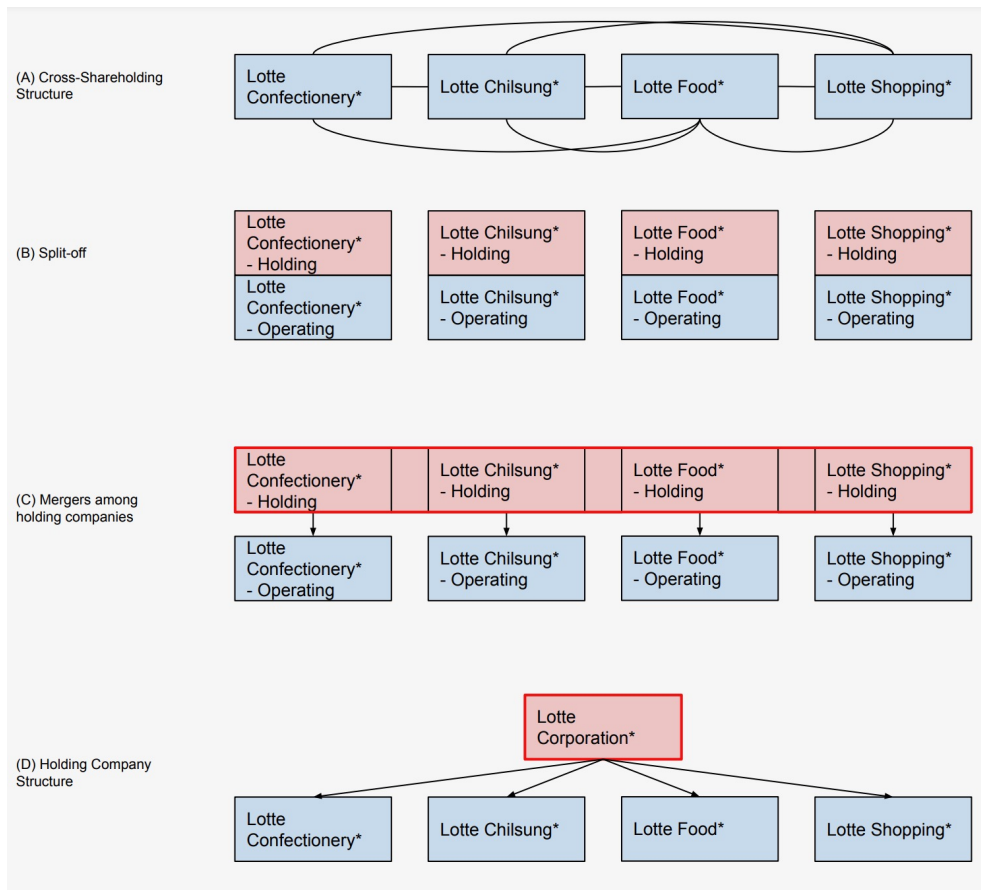 (A) Cross-Shareholding
Structure
Lotte
Confectionery*
Lotte Chilsung*
Lotte Food*
Lotte Shopping*
(B) Split-off
Lotte
Confectionery*
- Holding
Lotte Chilsung*
- Holding
Lotte Food*
- Holding
Lotte Shopping*
- Holding
Lotte
Confectionery*
- Operating
Lotte Chilsung*
- Operating
Lotte Food*
- Operating
Lotte Shopping*
- Operating
(C) Mergers among
holding companies
Lotte
Confectionery*
- Holding
Lotte Chilsung*
- Holding
Lotte Food*
- Holding
Lotte Shopping*
- Holding
Lotte
Confectionery*
- Operating
Lotte Chilsung*
- Operating
Lotte Food*
- Operating
Lotte Shopping*
- Operating
(D) Holding Company
Structure
Lotte
Corporation*
Lotte
Confectionery*
Lotte Chilsung*
Lotte Food*
Lotte Shopping*